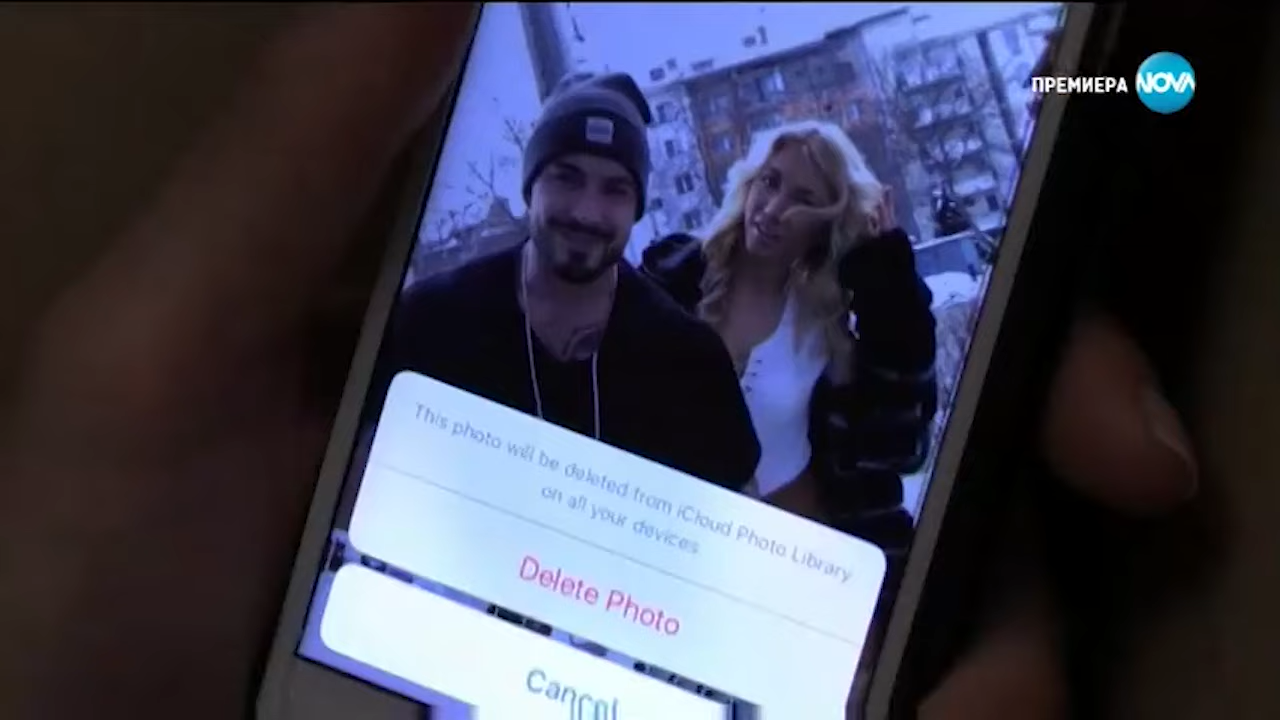 ПРЕМИЕРА NOVA
This photo will be deleted from iCloud Photo Library
on all your devices
Delete Photo
Cancel